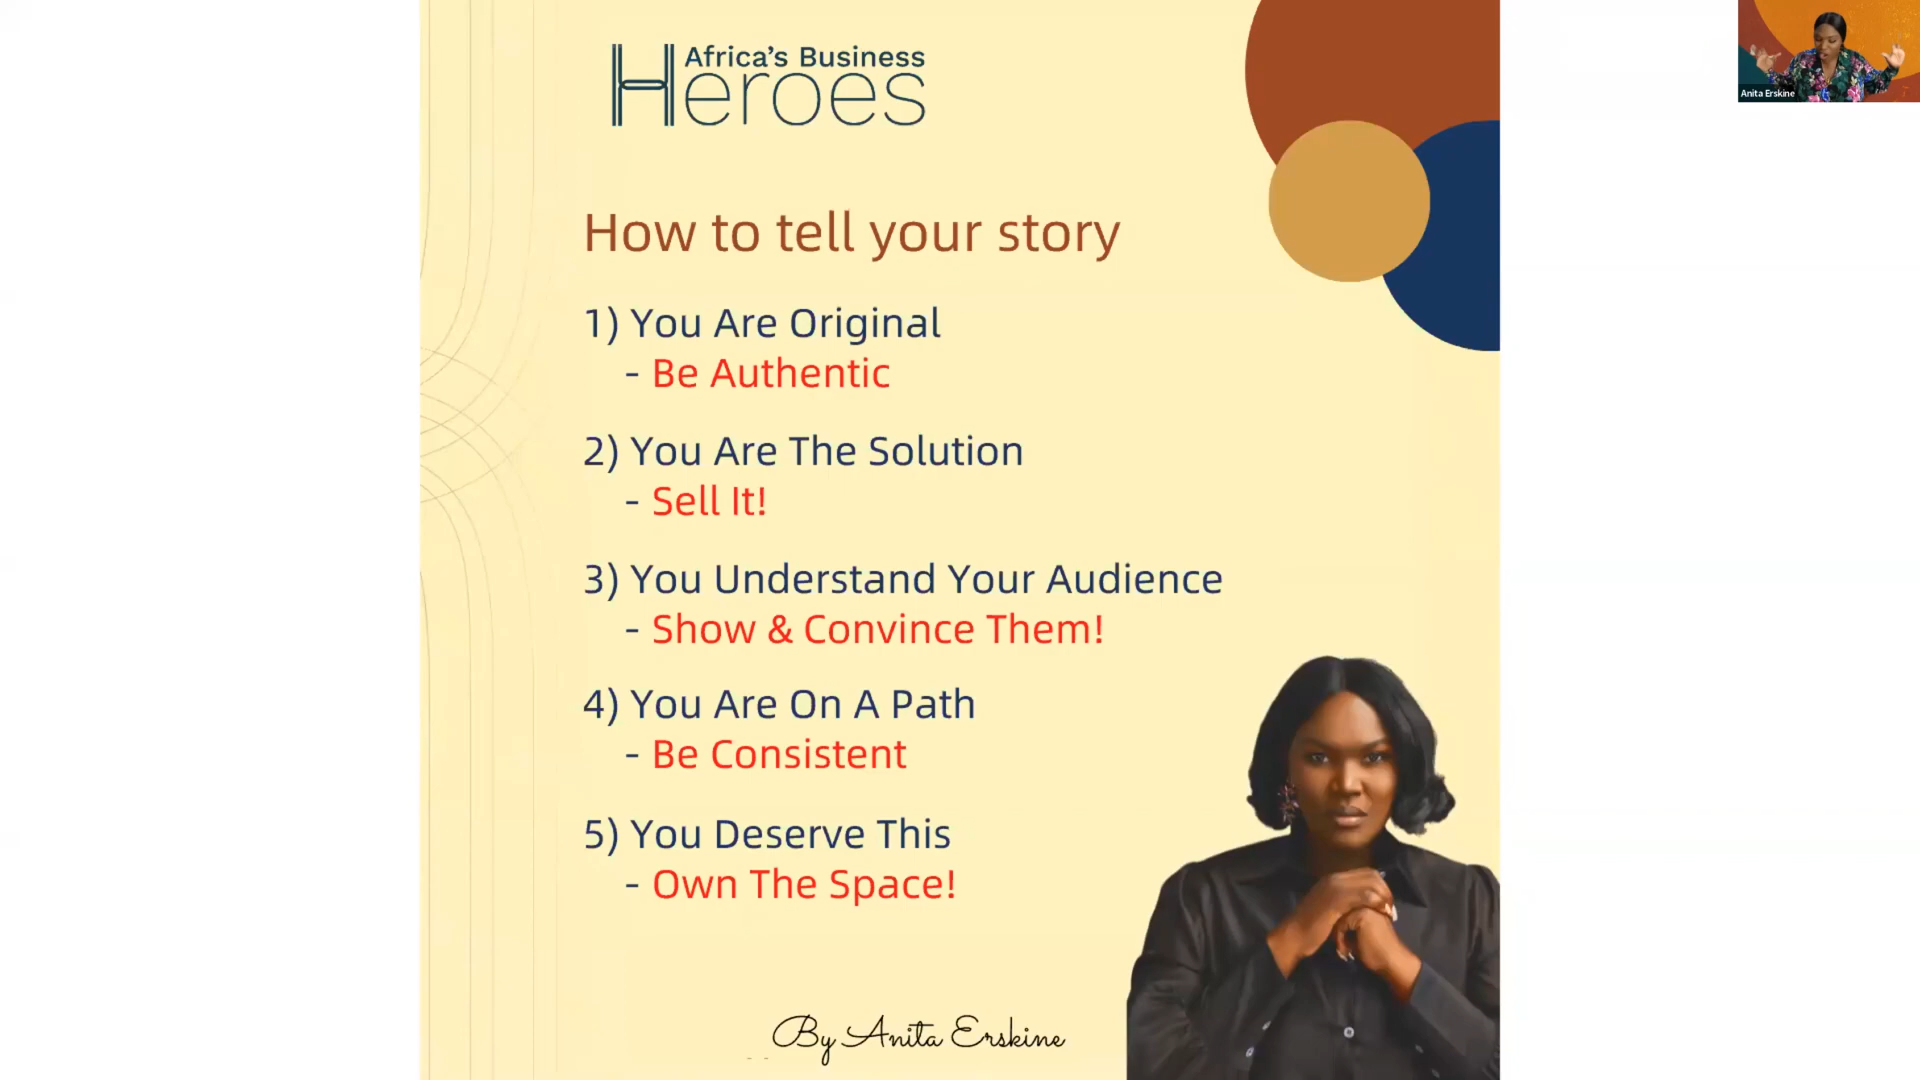 Africa's Business
Heroes
How to tell your story
1) You Are Original
- Be Authentic
2) You Are The Solution
- Sell It!
3) You Understand Your Audience
- Show & Convince Them!
4) You Are On A Path
- Be Consistent
5) You Deserve This
- Own The Space!
By Anita Erskine
Anita Erskine